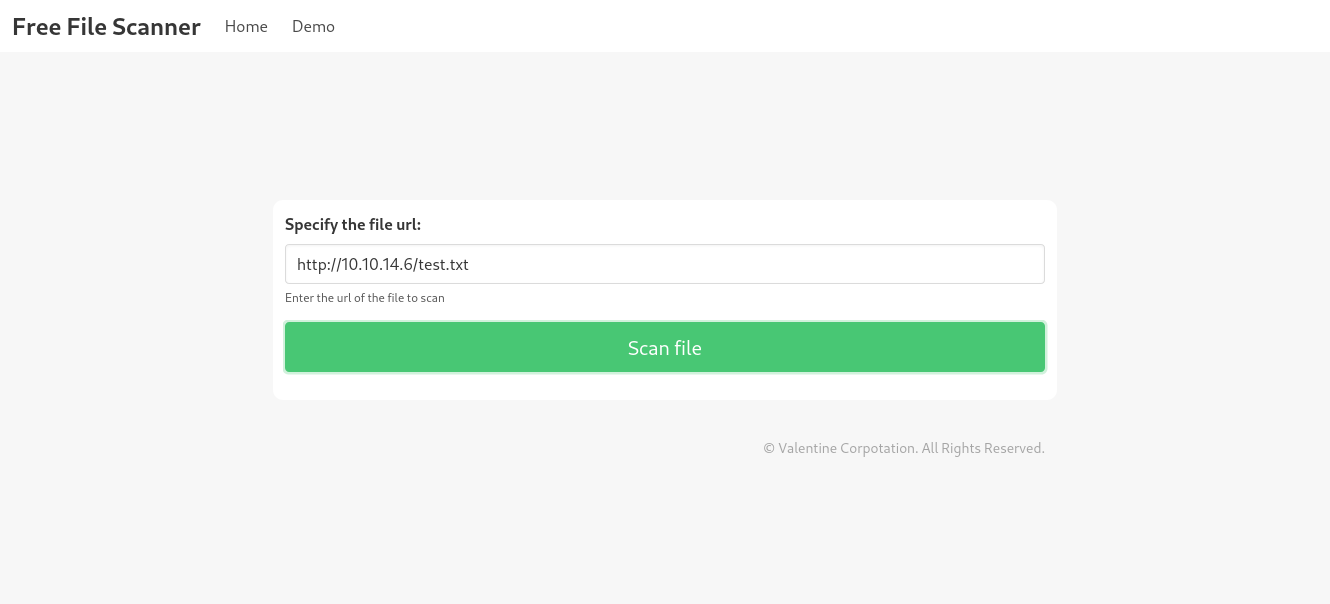 Free File Scanner Home Demo
Specify the file url:
http://10.10.14.6/test.txt
Enter the url of the file to scan
Scan file
© Valentine Corpotation. All Rights Reserved.